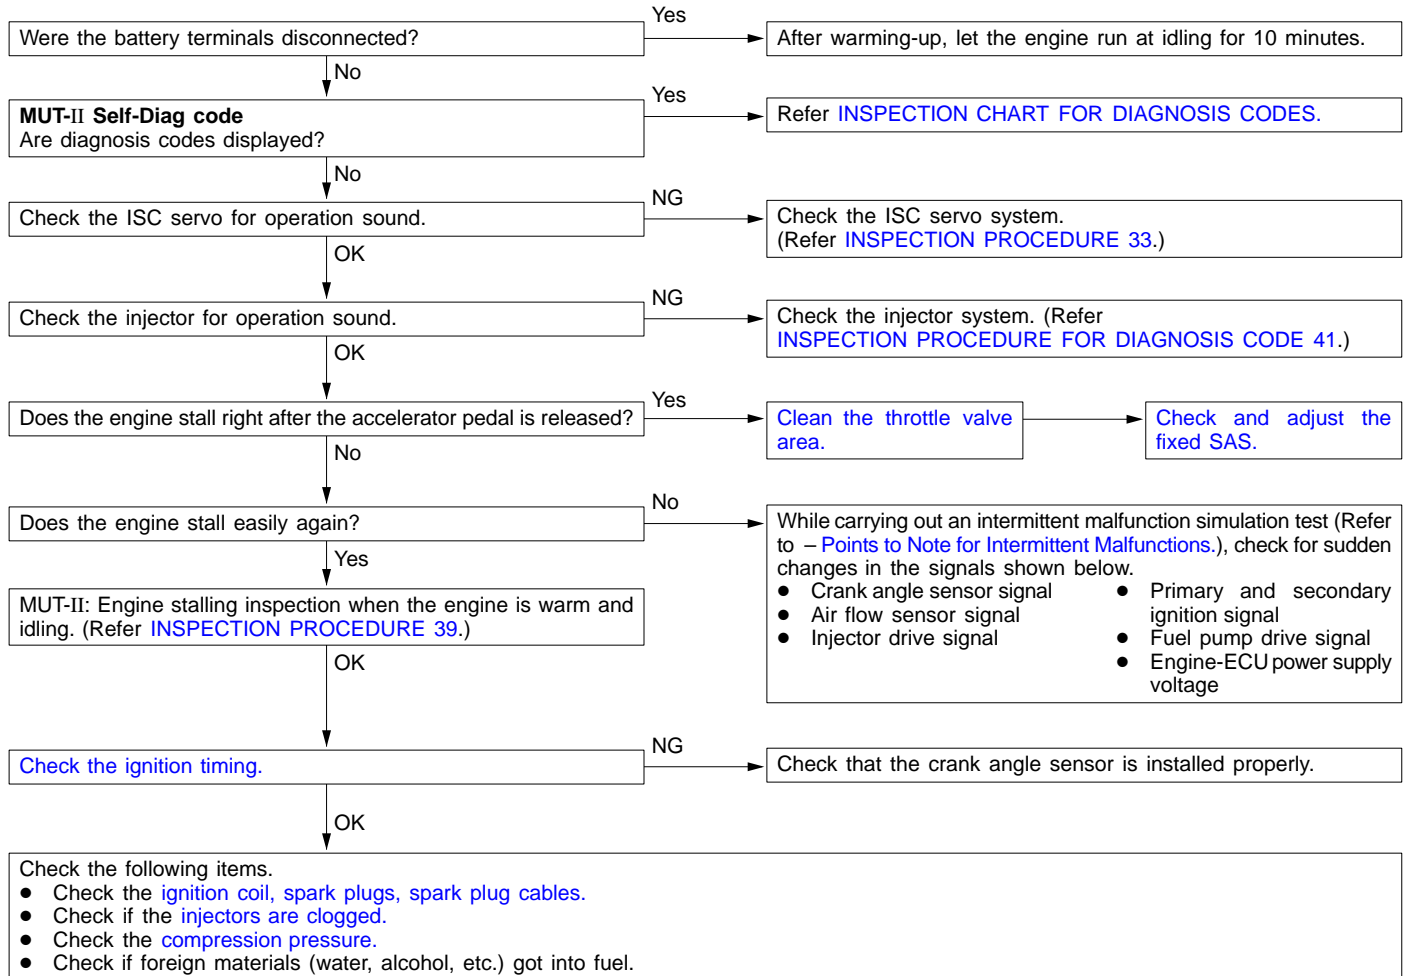 Yes
Were the battery terminals disconnected?
After warming-up, let the engine run at idling for 10 minutes.
No
MUT-II Self-Diag code
Are diagnosis codes displayed?
Yes
Refer INSPECTION CHART FOR DIAGNOSIS CODES.
No
Check the ISC servo for operation sound.
NG
Check the ISC servo system.
(Refer INSPECTION PROCEDURE 33.)
OK
Check the injector for operation sound.
NG
Check the injector system. (Refer
INSPECTION PROCEDURE FOR DIAGNOSIS CODE 41.)
OK
Does the engine stall right after the accelerator pedal is released?
Yes
Clean the throttle valve
area.
Check and adjust the
fixed SAS.
No
Does the engine stall easily again?
No
While carrying out an intermittent malfunction simulation test (Refer
to – Points to Note for Intermittent Malfunctions.), check for sudden
changes in the signals shown below.
● Crank angle sensor signal
● Air flow sensor signal
● Injector drive signal
● Primary and secondary
ignition signal
● Fuel pump drive signal
● Engine-ECU power supply
voltage
Yes
MUT-II: Engine stalling inspection when the engine is warm and
idling. (Refer INSPECTION PROCEDURE 39.)
OK
Check the ignition timing.
NG
Check that the crank angle sensor is installed properly.
OK
Check the following items.
● Check the ignition coil, spark plugs, spark plug cables.
● Check if the injectors are clogged.
● Check the compression pressure.
● Check if foreign materials (water, alcohol, etc.) got into fuel.